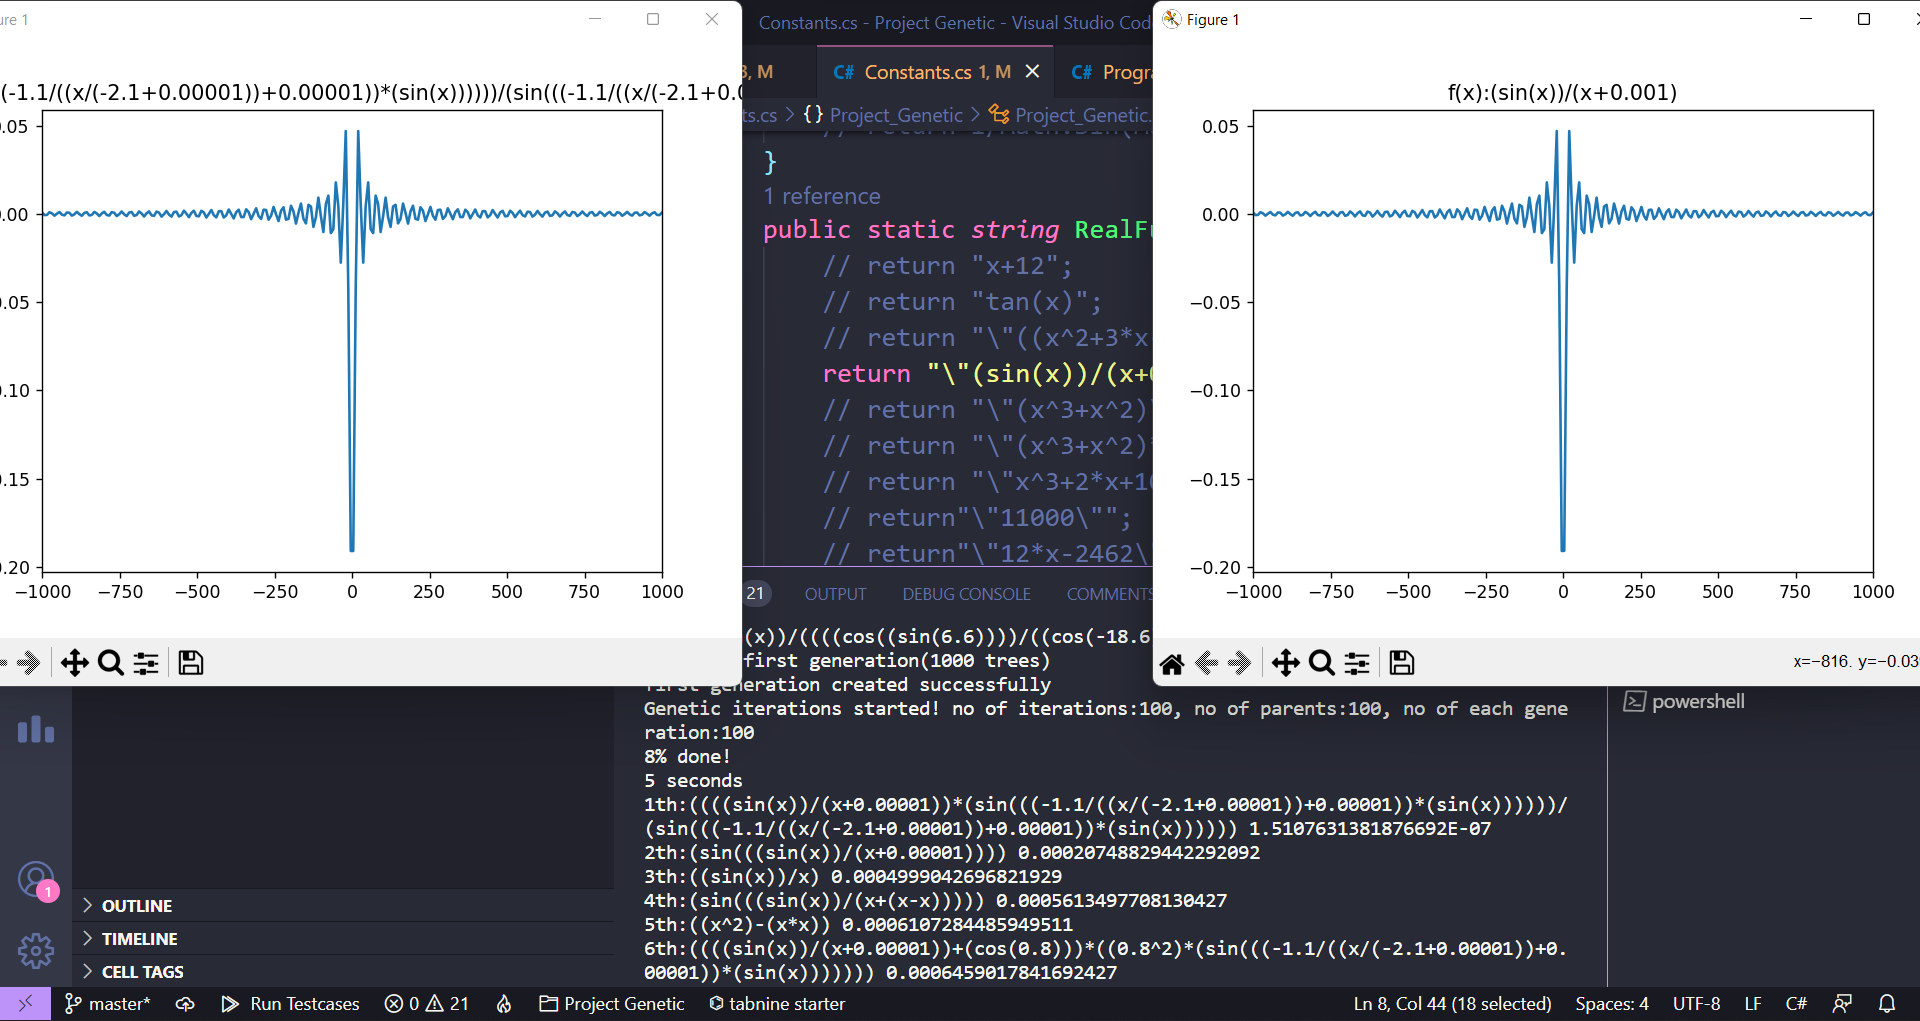 ure 1
(-1.1/((x/(-2.1+0.00001))+0.00001))*(sin(x))))))/(sin(((-1.1/((x/(-2.1+0.0
0.05
0.00
0.05
0.10
0.15
0.20
−1000 −750 −500 −250 0 250 500 750 1000
Constants.cs - Project Genetic - Visual Studio Cod
3, M
C# Constants.cs 1, M
C# Progra
ts.cs > {} Project_Genetic > Project_Genetic.
}
1 reference
public static string RealFu
// return "x+12";
// return "tan(x)";
// return "\"((x^2+3*x
return "\"(sin(x))/(x+0
// return "\"(x^3+x^2)\
// return "\"(x^3+x^2)*
// return "\"x^3+2*x+10
// return"\"11000\"";
// return"\"12*x-2462\
21 OUTPUT DEBUG CONSOLE COMMENTS
(x))/((((cos((sin(6.6))))/((cos(-18.6
first generation(1000 trees)
first generation created successfully
Genetic iterations started! no of iterations:100, no of parents:100, no of each gene
ration:100
8% done!
5 seconds
1th:((((sin(x))/(x+0.00001))*(sin(((-1.1/((x/(-2.1+0.00001))+0.00001))*(sin(x))))))/
(sin(((-1.1/((x/(-2.1+0.00001))+0.00001))*(sin(x)))))) 1.5107631381876692E-07
2th:(sin(((sin(x))/(x+0.00001)))) 0.00020748829442292092
3th:((sin(x))/x) 0.0004999042696821929
4th:(sin(((sin(x))/(x+(x-x))))) 0.0005613497708130427
5th:((x^2)-(x*x)) 0.0006107284485949511
6th:((((sin(x))/(x+0.00001))+(cos(0.8)))*((0.8^2)*(sin(((-1.1/((x/(-2.1+0.00001))+0.
00001))*(sin(x))))))) 0.0006459017841692427
Figure 1
f(x):(sin(x))/(x+0.001)
0.05
0.00
−0.05
−0.10
−0.15
−0.20
−1000 −750 −500 −250 0 250 500 750 1000
x=−816. y=−0.03
powershell
1
OUTLINE
TIMELINE
CELL TAGS
master* Run Testcases 0 21 Project Genetic tabnine starter Ln 8, Col 44 (18 selected) Spaces: 4 UTF-8 LF C#